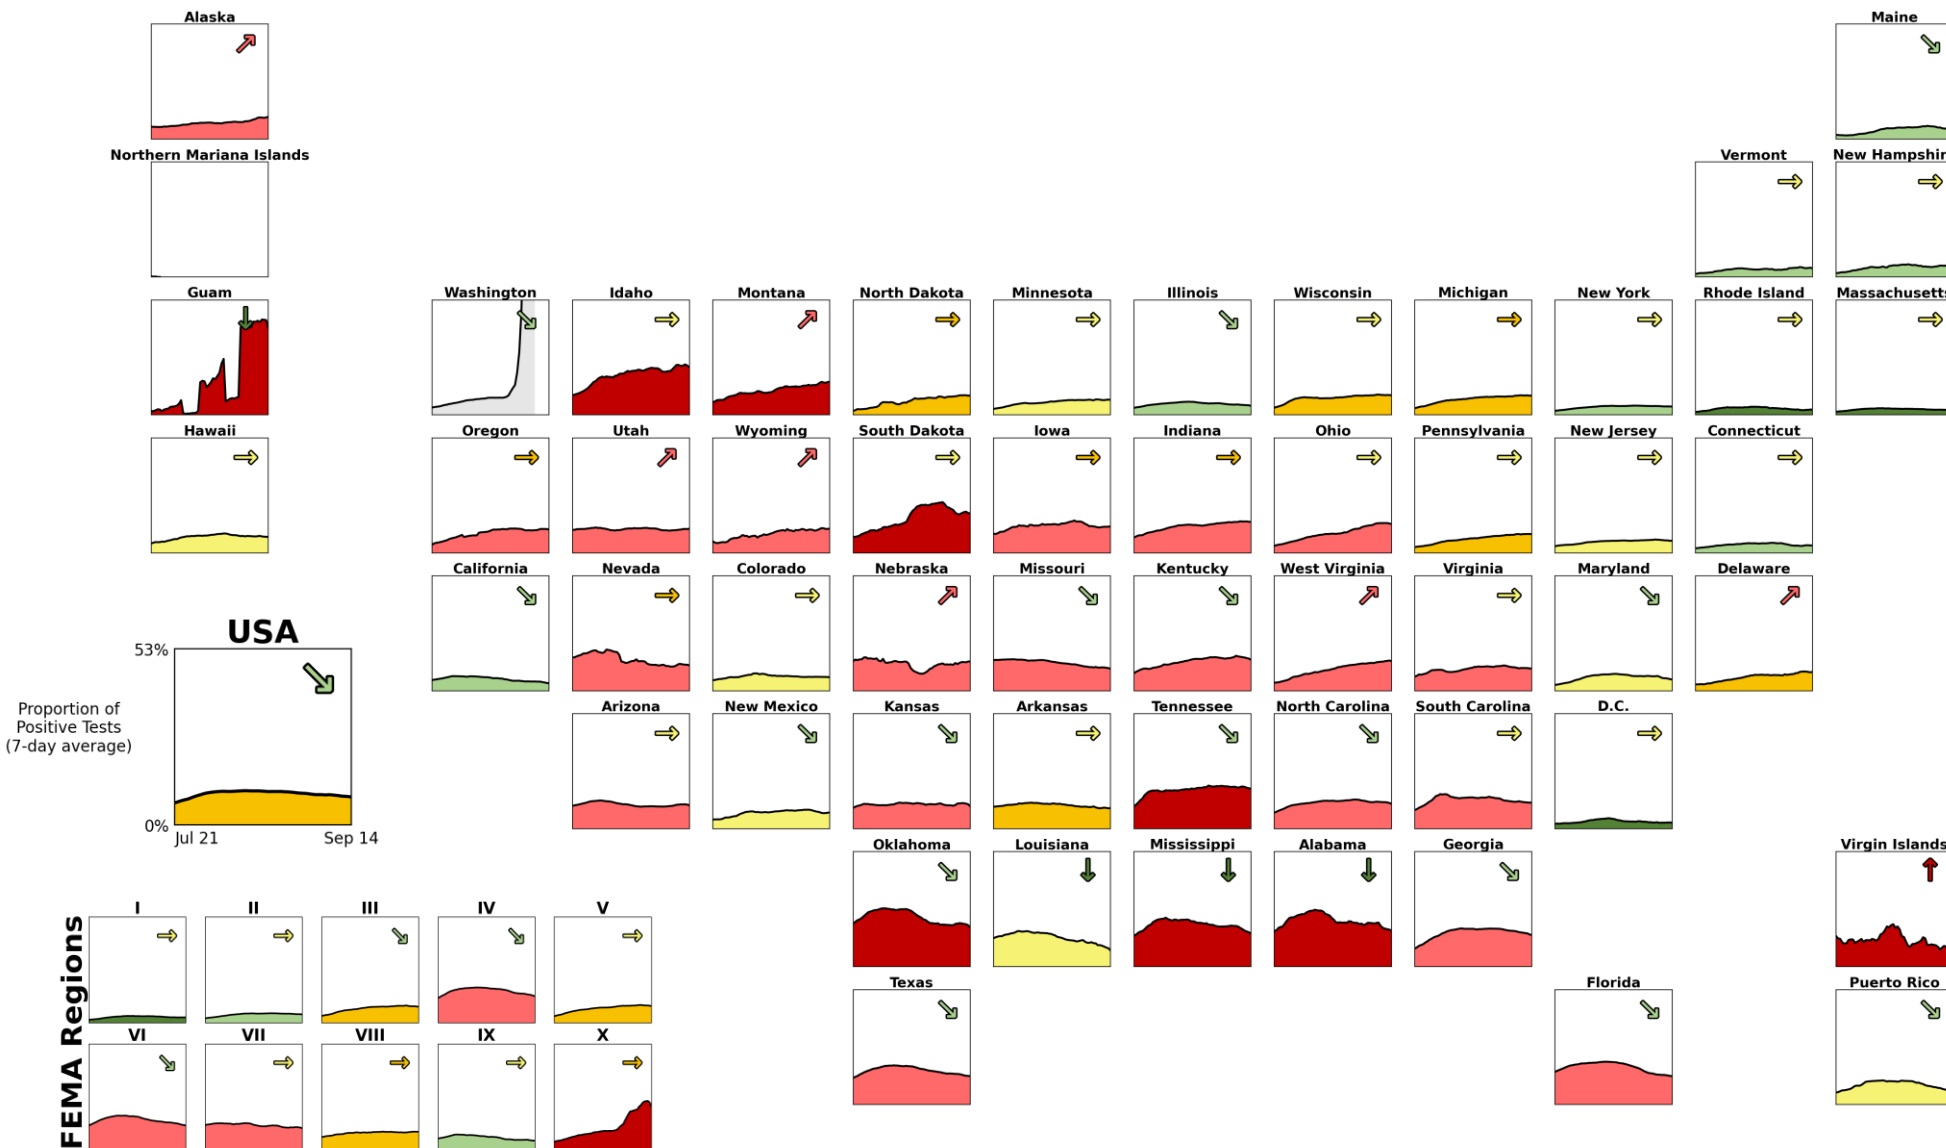 Alaska
Maine
Northern Mariana Islands
Vermont
New Hampshir
Guam
Washington
Idaho
Montana
North Dakota
Minnesota
Illinois
Wisconsin
Michigan
New York
Rhode Island
Massachusetts
Hawaii
Oregon
Utah
Wyoming
South Dakota
Iowa
Indiana
Ohio
Pennsylvania
New Jersey
Connecticut
California
Nevada
Colorado
Nebraska
Missouri
Kentucky
West Virginia
Virginia
Maryland
Delaware
USA
53%
Proportion of
Positive Tests
(7-day average)
0%
Jul 21
Sep 14
Arizona
New Mexico
Kansas
Arkansas
Tennessee
North Carolina
South Carolina
D.C.
Oklahoma
Louisiana
Mississippi
Alabama
Georgia
Virgin Islands
Texas
Florida
Puerto Rico
FEMA Regions
I
II
III
IV
V
VI
VII
VIII
IX
X